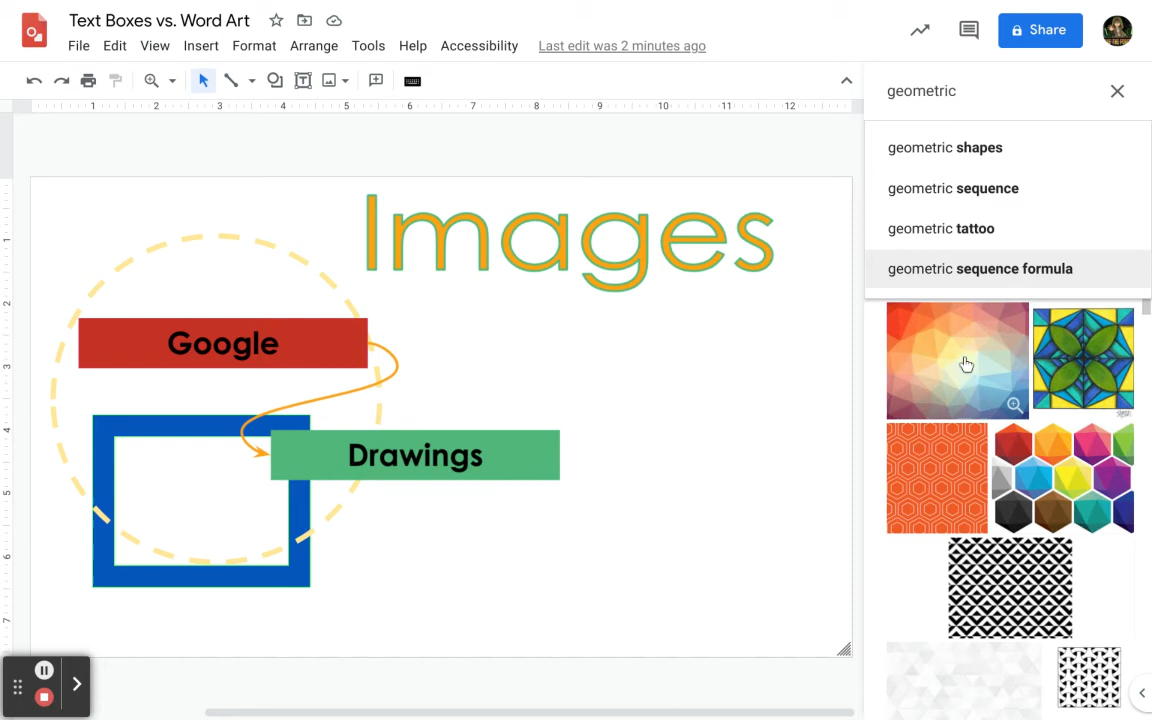 Text Boxes vs. Word Art
File Edit View Insert Format Arrange Tools Help Accessibility Last edit was 2 minutes ago
Share
geometric
1 2 3 4 5 6 7 8 9 10 11 12
geometric shapes
geometric sequence
geometric tattoo
geometric sequence formula
Images
Google
Drawings
1
2
3
4
5
6
7